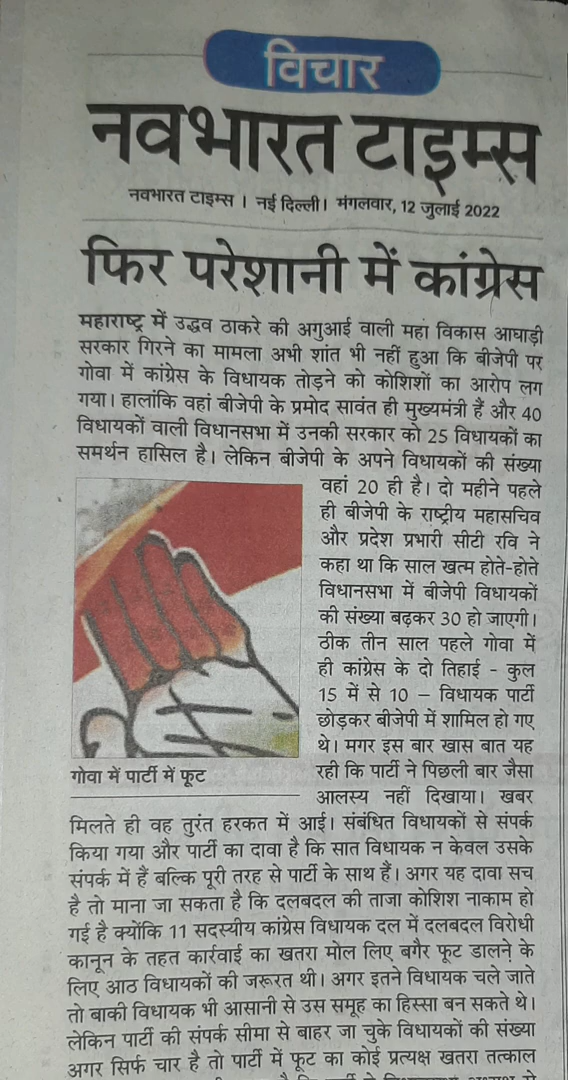 विचार
नवभारत टाइम्स
नवभारत टाइम्स । नई दिल्ली। मंगलवार, 12 जुलाई 2022
फिर परेशानी में कांग्रेस
महाराष्ट्र में उद्धव ठाकरे की अगुआई वाली महा विकास आघाड़ी
सरकार गिरने का मामला अभी शांत भी नहीं हुआ कि बीजेपी पर
गोवा में कांग्रेस के विधायक तोड़ने को कोशिशों का आरोप लग
गया। हालांकि वहां बीजेपी के प्रमोद सावंत ही मुख्यमंत्री हैं और 40
विधायकों वाली विधानसभा में उनकी सरकार को 25 विधायकों का
समर्थन हासिल है। लेकिन बीजेपी के अपने विधायकों की संख्या
वहां 20 ही है। दो महीने पहले
ही बीजेपी के राष्ट्रीय महासचिव
और प्रदेश प्रभारी सीटी रवि ने
कहा था कि साल खत्म होते-होते
विधानसभा में बीजेपी विधायकों
की संख्या बढ़कर 30 हो जाएगी।
ठीक तीन साल पहले गोवा में
ही कांग्रेस के दो तिहाई - कुल
15 में से 10 – विधायक पार्टी
छोड़कर बीजेपी में शामिल हो गए
थे। मगर इस बार खास बात यह
रही कि पार्टी ने पिछली बार जैसा
आलस्य नहीं दिखाया। खबर
गोवा में पार्टी में फूट
मिलते ही वह तुरंत हरकत में आई। संबंधित विधायकों से संपर्क
किया गया और पार्टी का दावा है कि सात विधायक न केवल उसके
संपर्क में हैं बल्कि पूरी तरह से पार्टी के साथ हैं। अगर यह दावा सच
है तो माना जा सकता है कि दलबदल की ताजा कोशिश नाकाम हो
गई है क्योंकि 11 सदस्यीय कांग्रेस विधायक दल में दलबदल विरोधी
कानून के तहत कार्रवाई का खतरा मोल लिए बगैर फूट डालने के
लिए आठ विधायकों की जरूरत थी। अगर इतने विधायक चले जाते
तो बाकी विधायक भी आसानी से उस समूह का हिस्सा बन सकते थे।
लेकिन पार्टी की संपर्क सीमा से बाहर जा चुके विधायकों की संख्या
अगर सिर्फ चार है तो पार्टी में फूट का कोई प्रत्यक्ष खतरा तत्काल